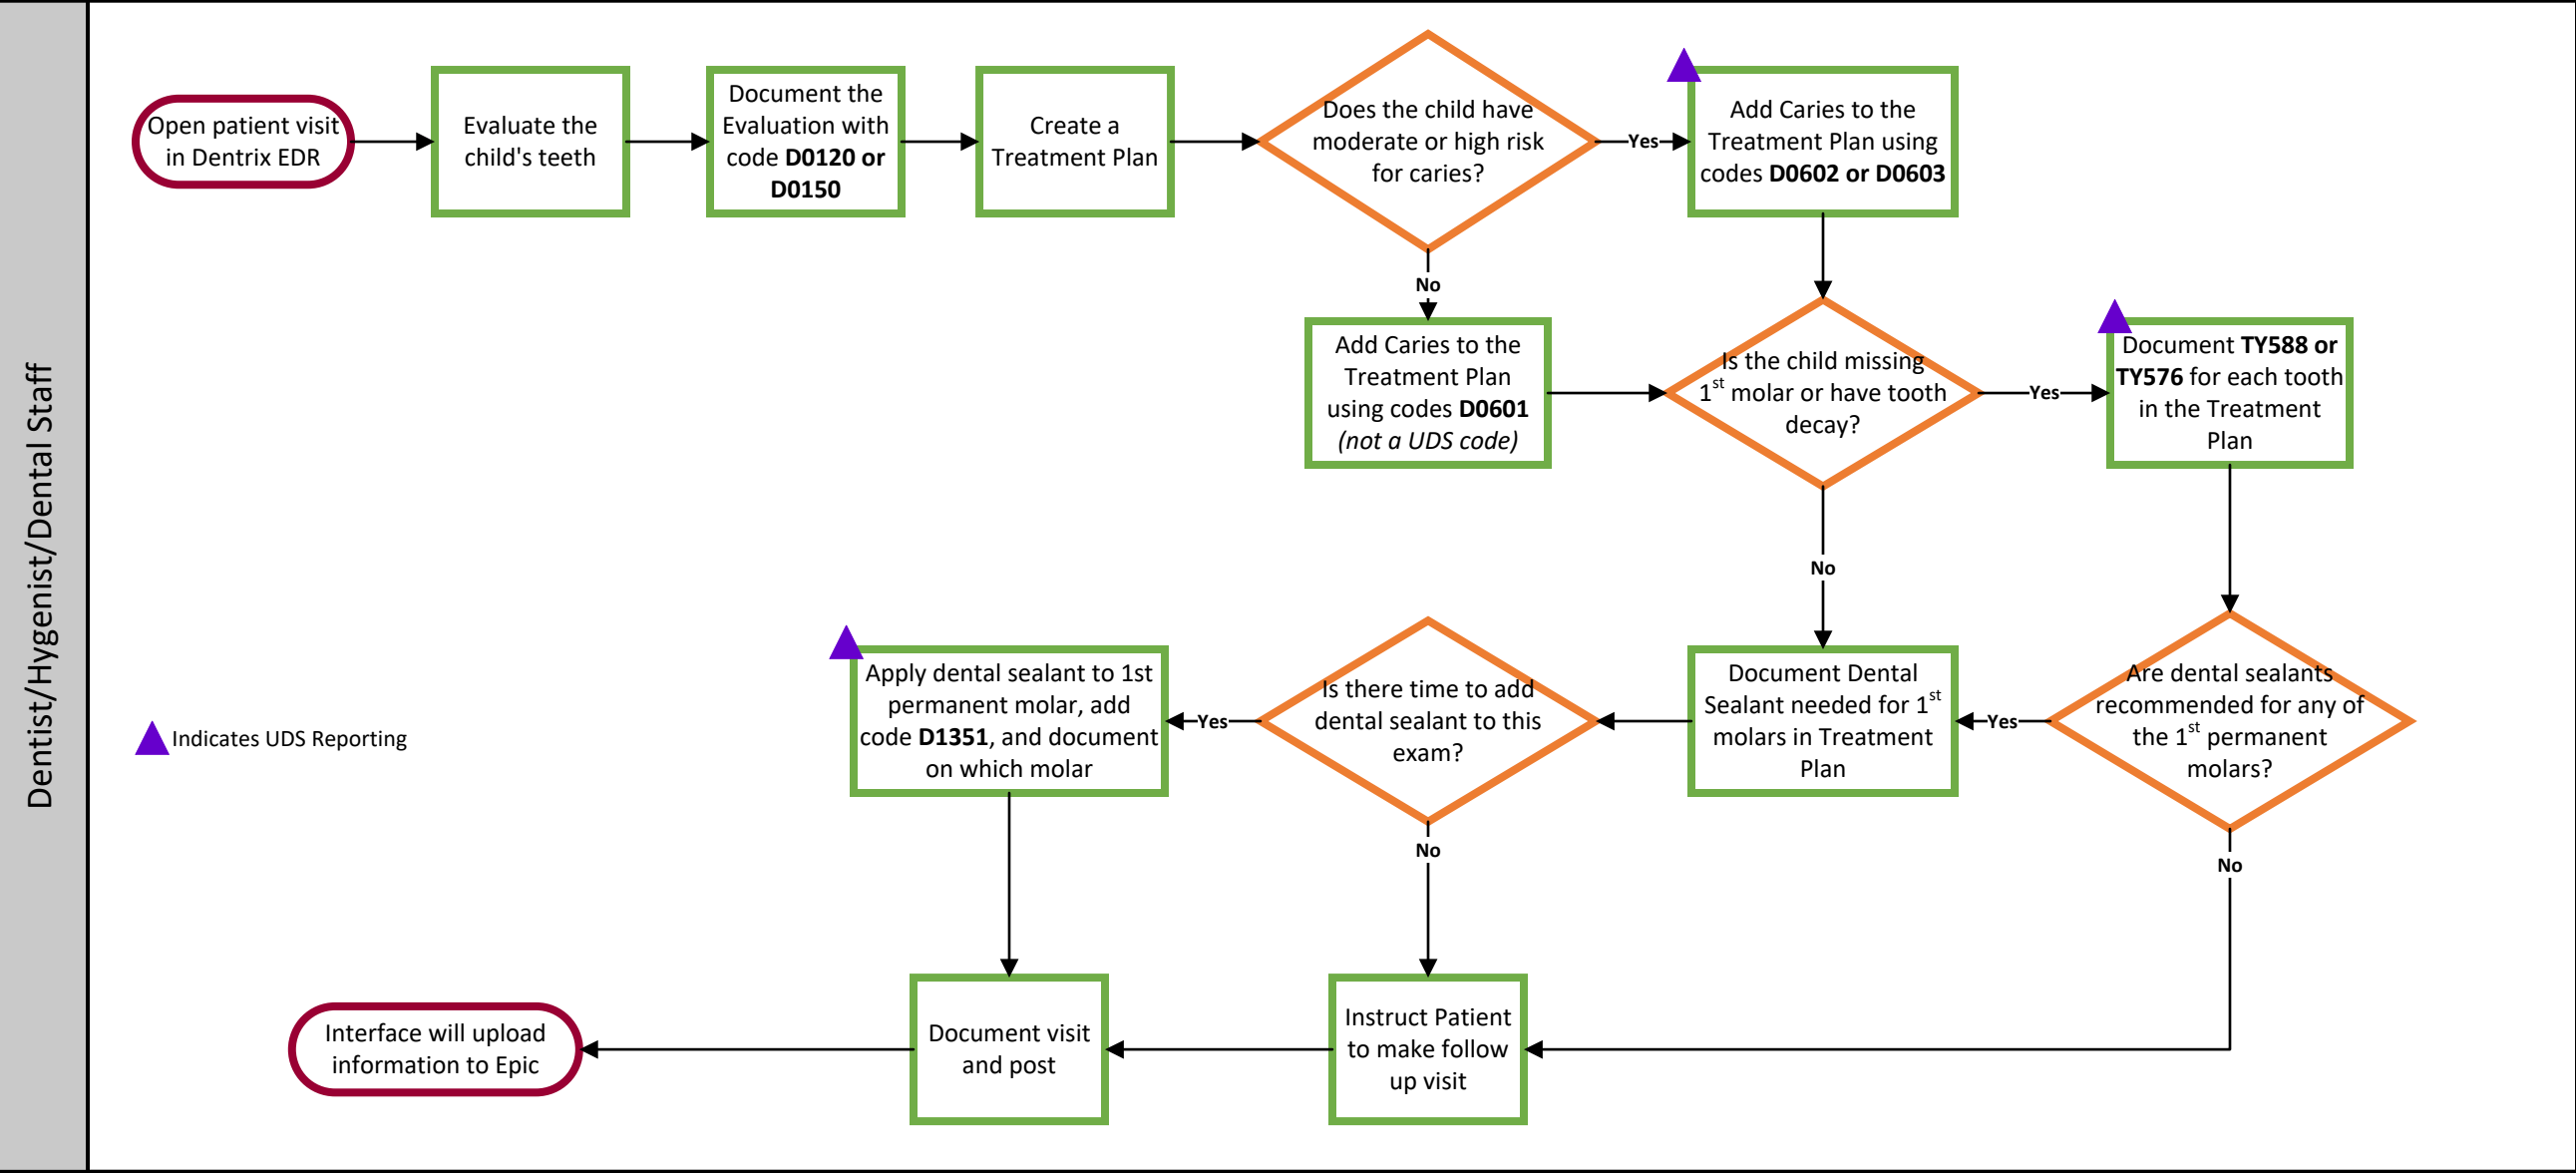 Dentist/Hygenist/Dental Staff
Open patient visit
in Dentrix EDR
Evaluate the
child's teeth
Document the
Evaluation with
code D0120 or
D0150
Create a
Treatment Plan
Does the child have
moderate or high risk
for caries?
Yes
Add Caries to the
Treatment Plan using
codes D0602 or D0603
No
Add Caries to the
Treatment Plan
using codes D0601
(not a UDS code)
Is the child missing
1st molar or have tooth
decay?
Yes
Document TY588 or
TY576 for each tooth
in the Treatment
Plan
No
Are dental sealants
recommended for any of
the 1st permanent
molars?
Yes
Document Dental
Sealant needed for 1st
molars in Treatment
Plan
Is there time to add
dental sealant to this
exam?
Yes
Apply dental sealant to 1st
permanent molar, add
code D1351, and document
on which molar
Indicates UDS Reporting
No
No
Instruct Patient
to make follow
up visit
Document visit
and post
Interface will upload
information to Epic